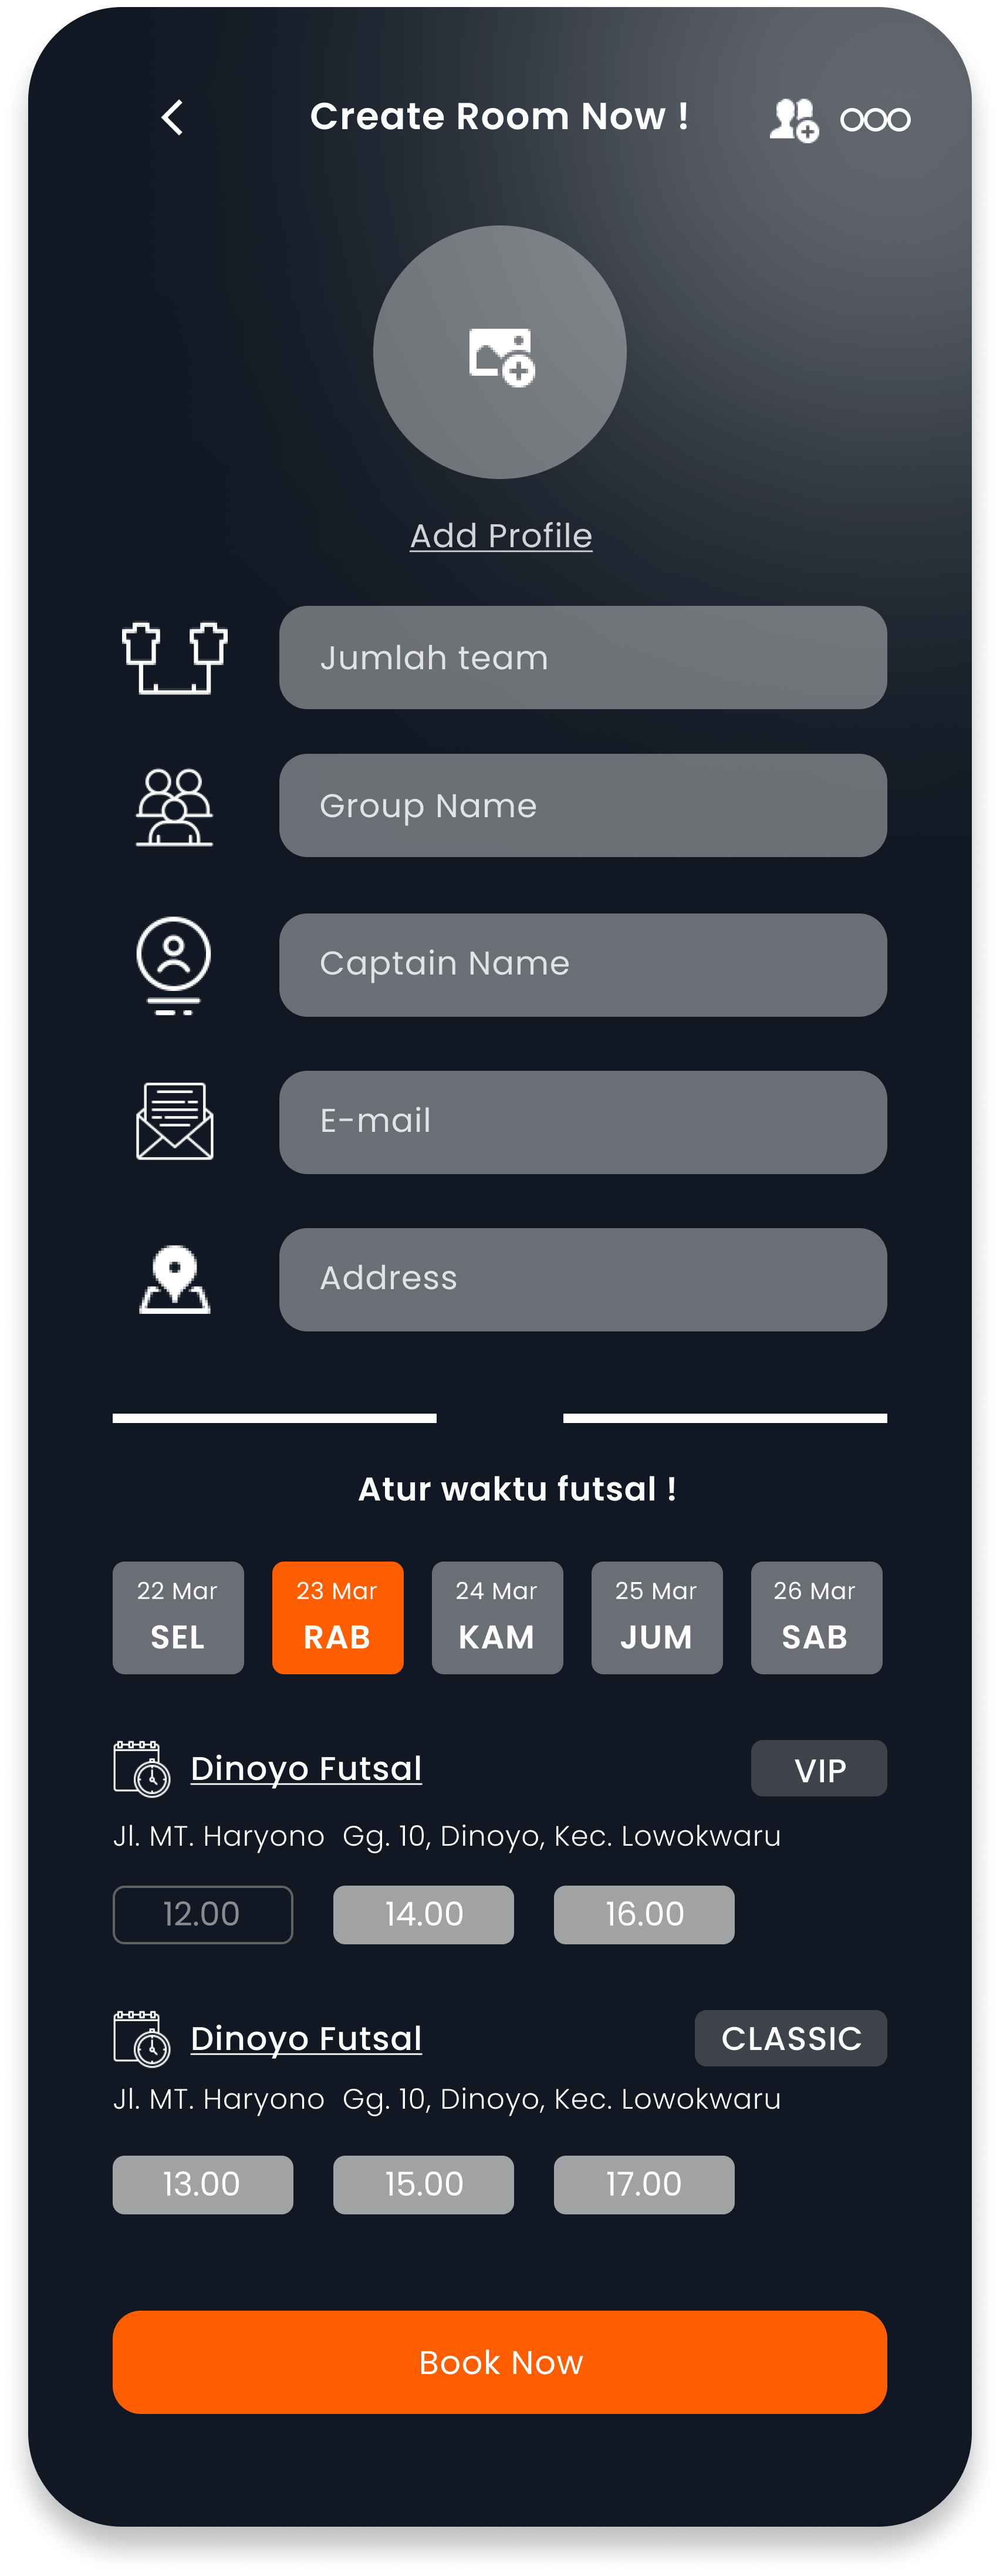 Create Room Now !
Add Profile
Jumlah team
Group Name
Captain Name
E-mail
Address
Atur waktu futsal !
22 Mar 23 Mar 24 Mar 25 Mar 26 Mar
SEL RAB KAM JUM SAB
Dinoyo Futsal VIP
Jl. MT. Haryono  Gg. 10, Dinoyo, Kec. Lowokwaru
12.00 14.00 16.00
Dinoyo Futsal CLASSIC
Jl. MT. Haryono  Gg. 10, Dinoyo, Kec. Lowokwaru
13.00 15.00 17.00
Book Now